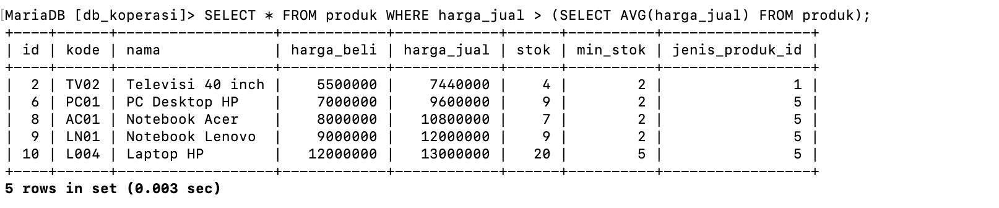 [MariaDB [db_koperasi]> SELECT * FROM produk WHERE harga_jual > (SELECT AVG(harga_jual) FROM produk);
+----+------+------------------+------------+------------+------+----------+-----------------+
| id | kode | nama             | harga_beli | harga_jual | stok | min_stok | jenis_produk_id |
+----+------+------------------+------------+------------+------+----------+-----------------+
|  2 | TV02 | Televisi 40 inch |    5500000 |    7440000 |    4 |        2 |               1 |
|  6 | PC01 | PC Desktop HP    |    7000000 |    9600000 |    9 |        2 |               5 |
|  8 | AC01 | Notebook Acer    |    8000000 |   10800000 |    7 |        2 |               5 |
|  9 | LN01 | Notebook Lenovo  |    9000000 |   12000000 |    9 |        2 |               5 |
| 10 | L004 | Laptop HP        |   12000000 |   13000000 |   20 |        5 |               5 |
+----+------+------------------+------------+------------+------+----------+-----------------+
5 rows in set (0.003 sec)